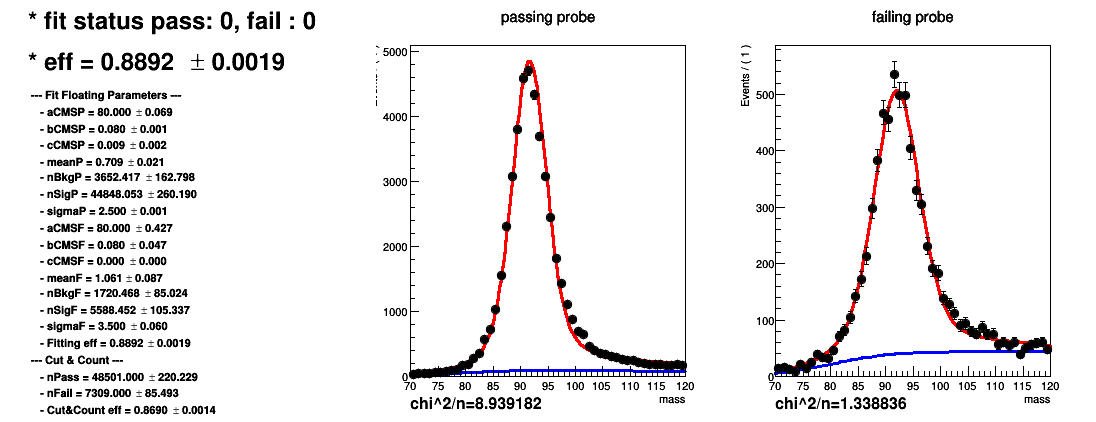 * fit status pass: 0, fail : 0
* eff = 0.8892 ± 0.0019
--- Fit Floating Parameters ---
- aCMSP = 80.000 ± 0.069
- bCMSP = 0.080 ± 0.001
- cCMSP = 0.009 ± 0.002
- meanP = 0.709 ± 0.021
- nBkgP = 3652.417 ± 162.798
- nSigP = 44848.053 ± 260.190
- sigmaP = 2.500 ± 0.001
- aCMSF = 80.000 ± 0.427
- bCMSF = 0.080 ± 0.047
- cCMSF = 0.000 ± 0.000
- meanF = 1.061 ± 0.087
- nBkgF = 1720.468 ± 85.024
- nSigF = 5588.452 ± 105.337
- sigmaF = 3.500 ± 0.060
- Fitting eff = 0.8892 ± 0.0019
--- Cut & Count ---
- nPass = 48501.000 ± 220.229
- nFail = 7309.000 ± 85.493
- Cut&Count eff = 0.8690 ± 0.0014
passing probe
5000
4000
3000
2000
1000
0
70 75 80 85 90 95 100 105 110 115 120
mass
chi^2/n=8.939182
failing probe
Events / ( 1 )
500
400
300
200
100
0
70 75 80 85 90 95 100 105 110 115 120
mass
chi^2/n=1.338836